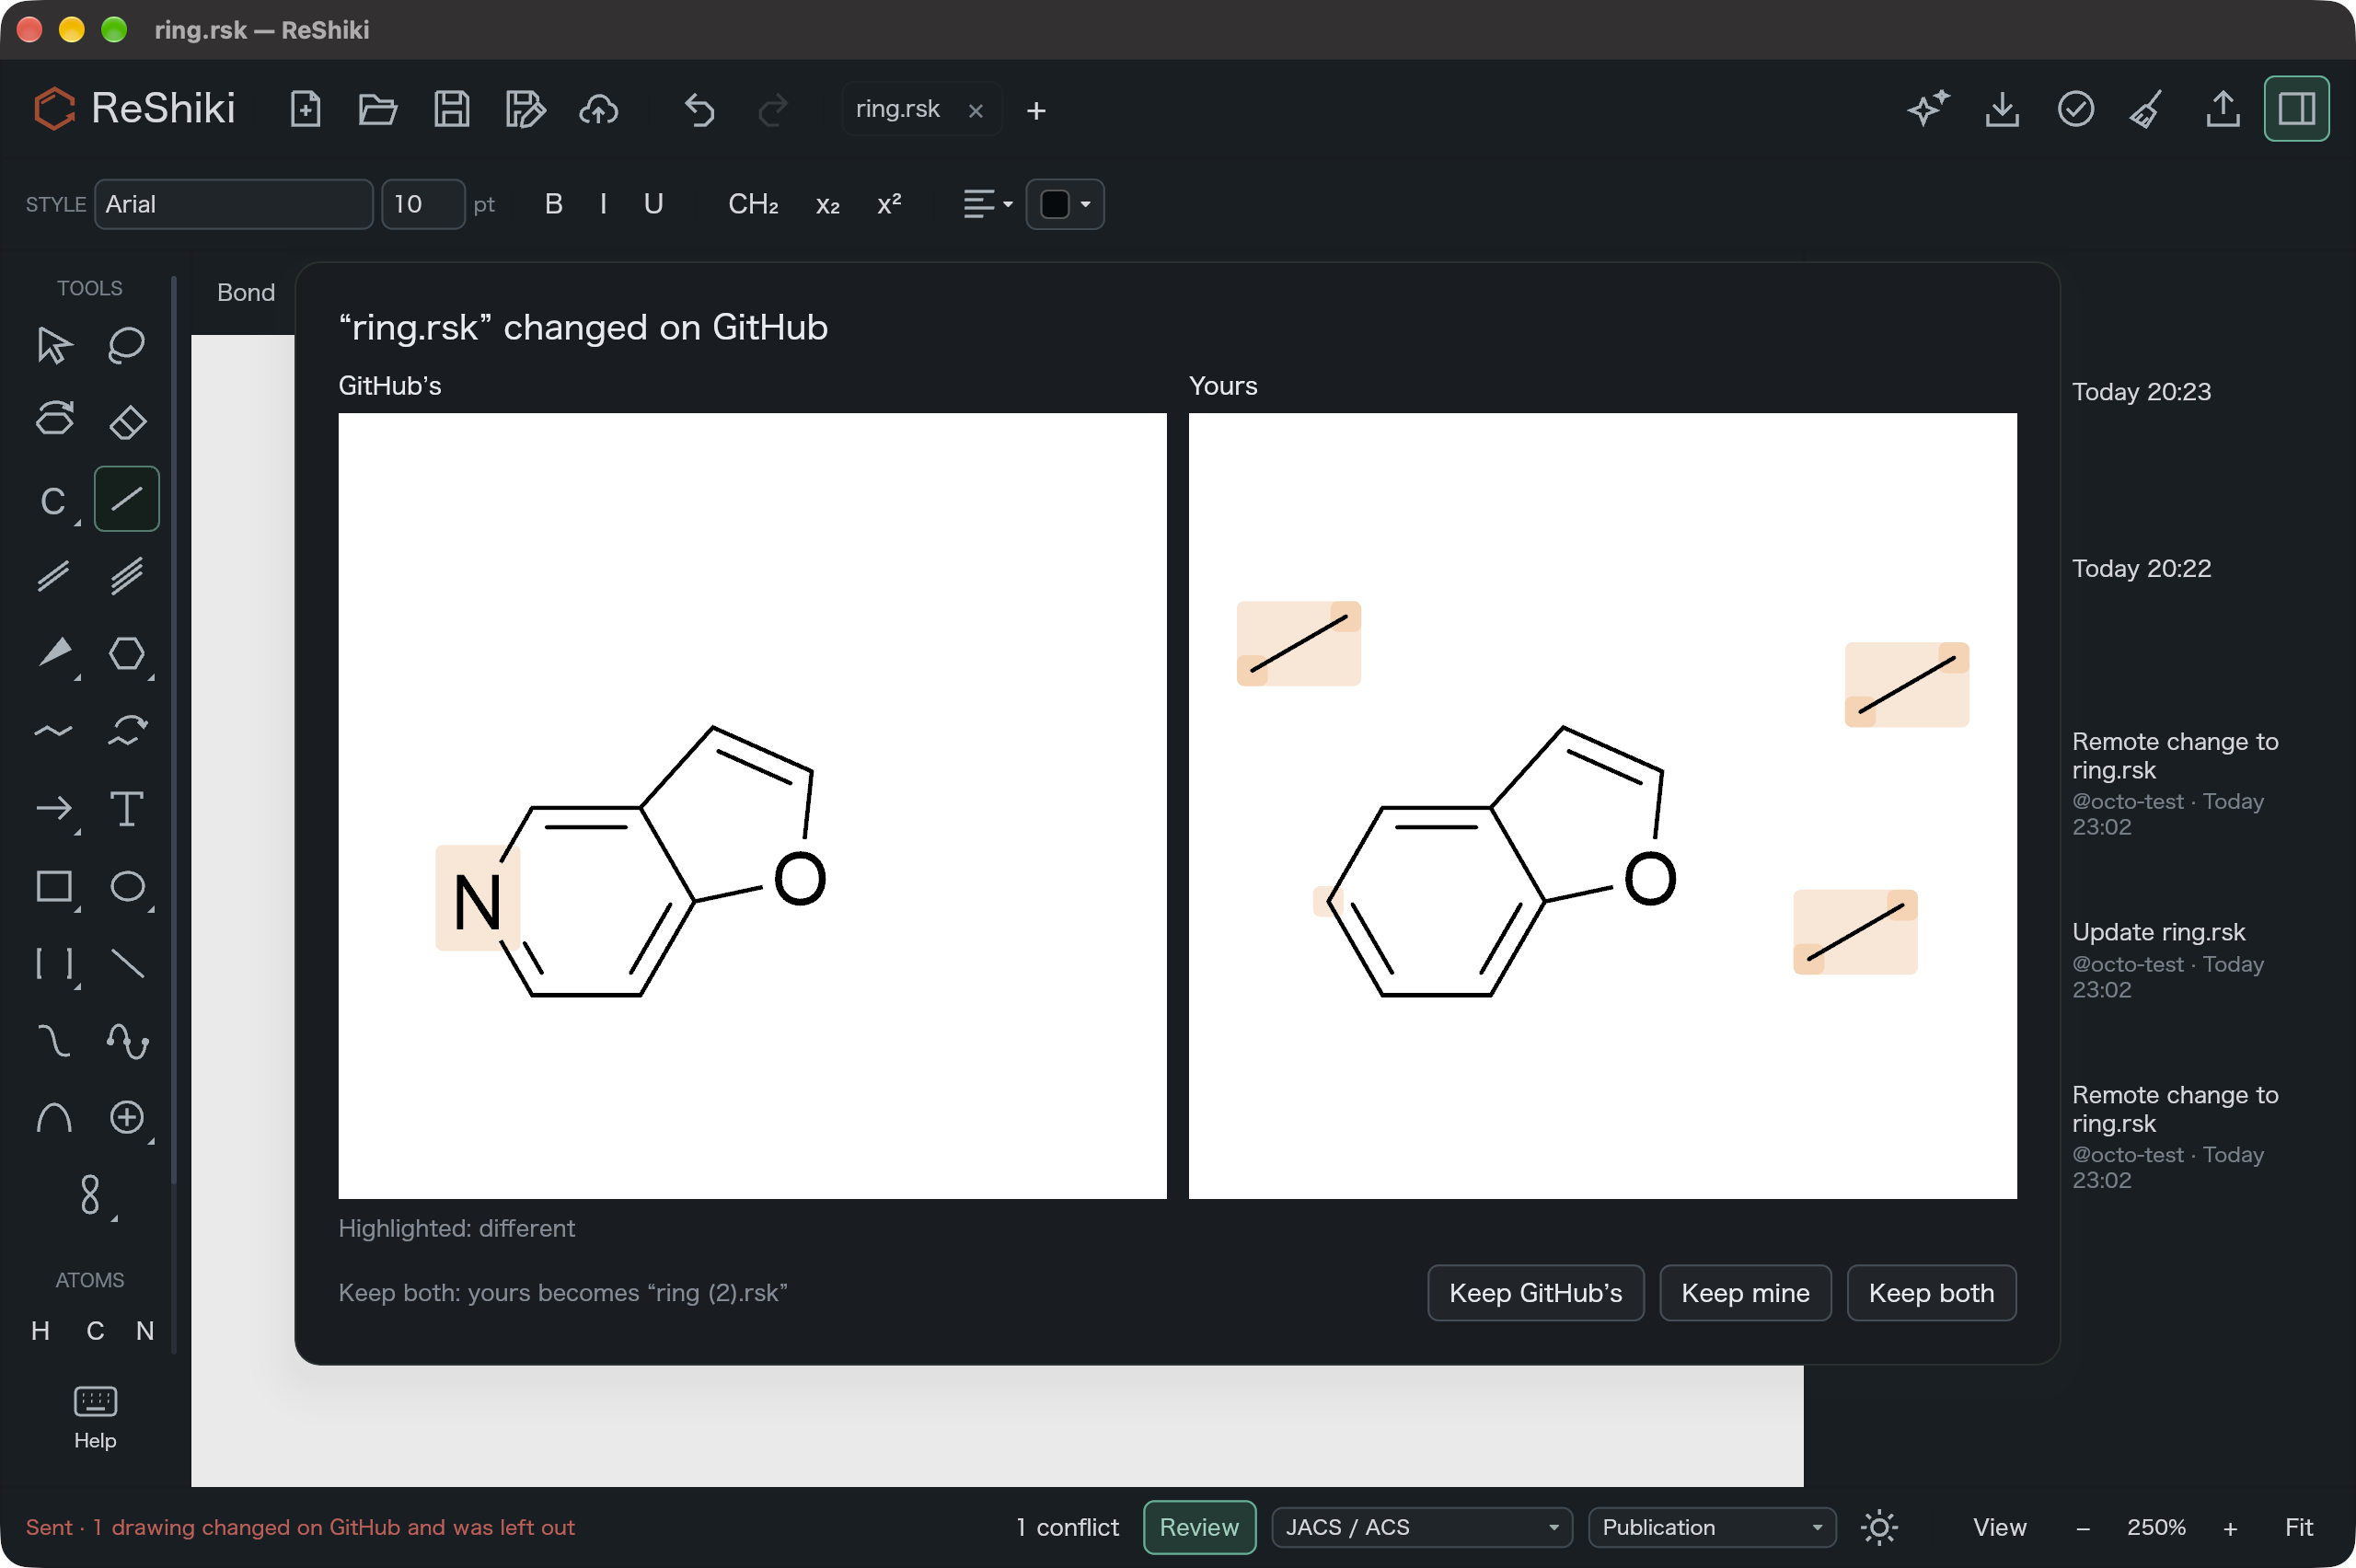 ring.rsk — ReShiki
ReShiki
ring.rsk × +
STYLE Arial 10 pt B I U CH₂ x₂ x²
TOOLS
Bond
C
T
ATOMS
H C N
Help
“ring.rsk” changed on GitHub
GitHub’s
Yours
N
O
O
Highlighted: different
Keep both: yours becomes “ring (2).rsk”
Keep GitHub’s
Keep mine
Keep both
Today 20:23
Today 20:22
Remote change to
ring.rsk
@octo-test · Today
23:02
Update ring.rsk
@octo-test · Today
23:02
Remote change to
ring.rsk
@octo-test · Today
23:02
Sent · 1 drawing changed on GitHub and was left out
1 conflict
Review
JACS / ACS
Publication
View
− 250% +
Fit